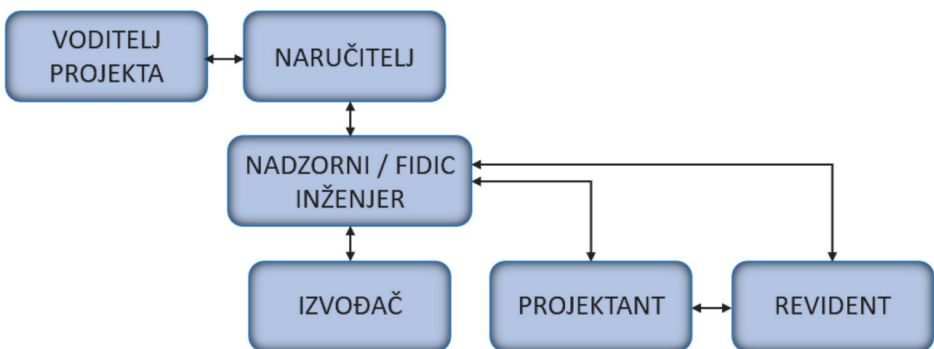 VODITELJ
PROJEKTA
NARUČITELJ
NADZORNI / FIDIC
INŽENJER
IZVOĐAČ
PROJEKTANT
REVIDENT